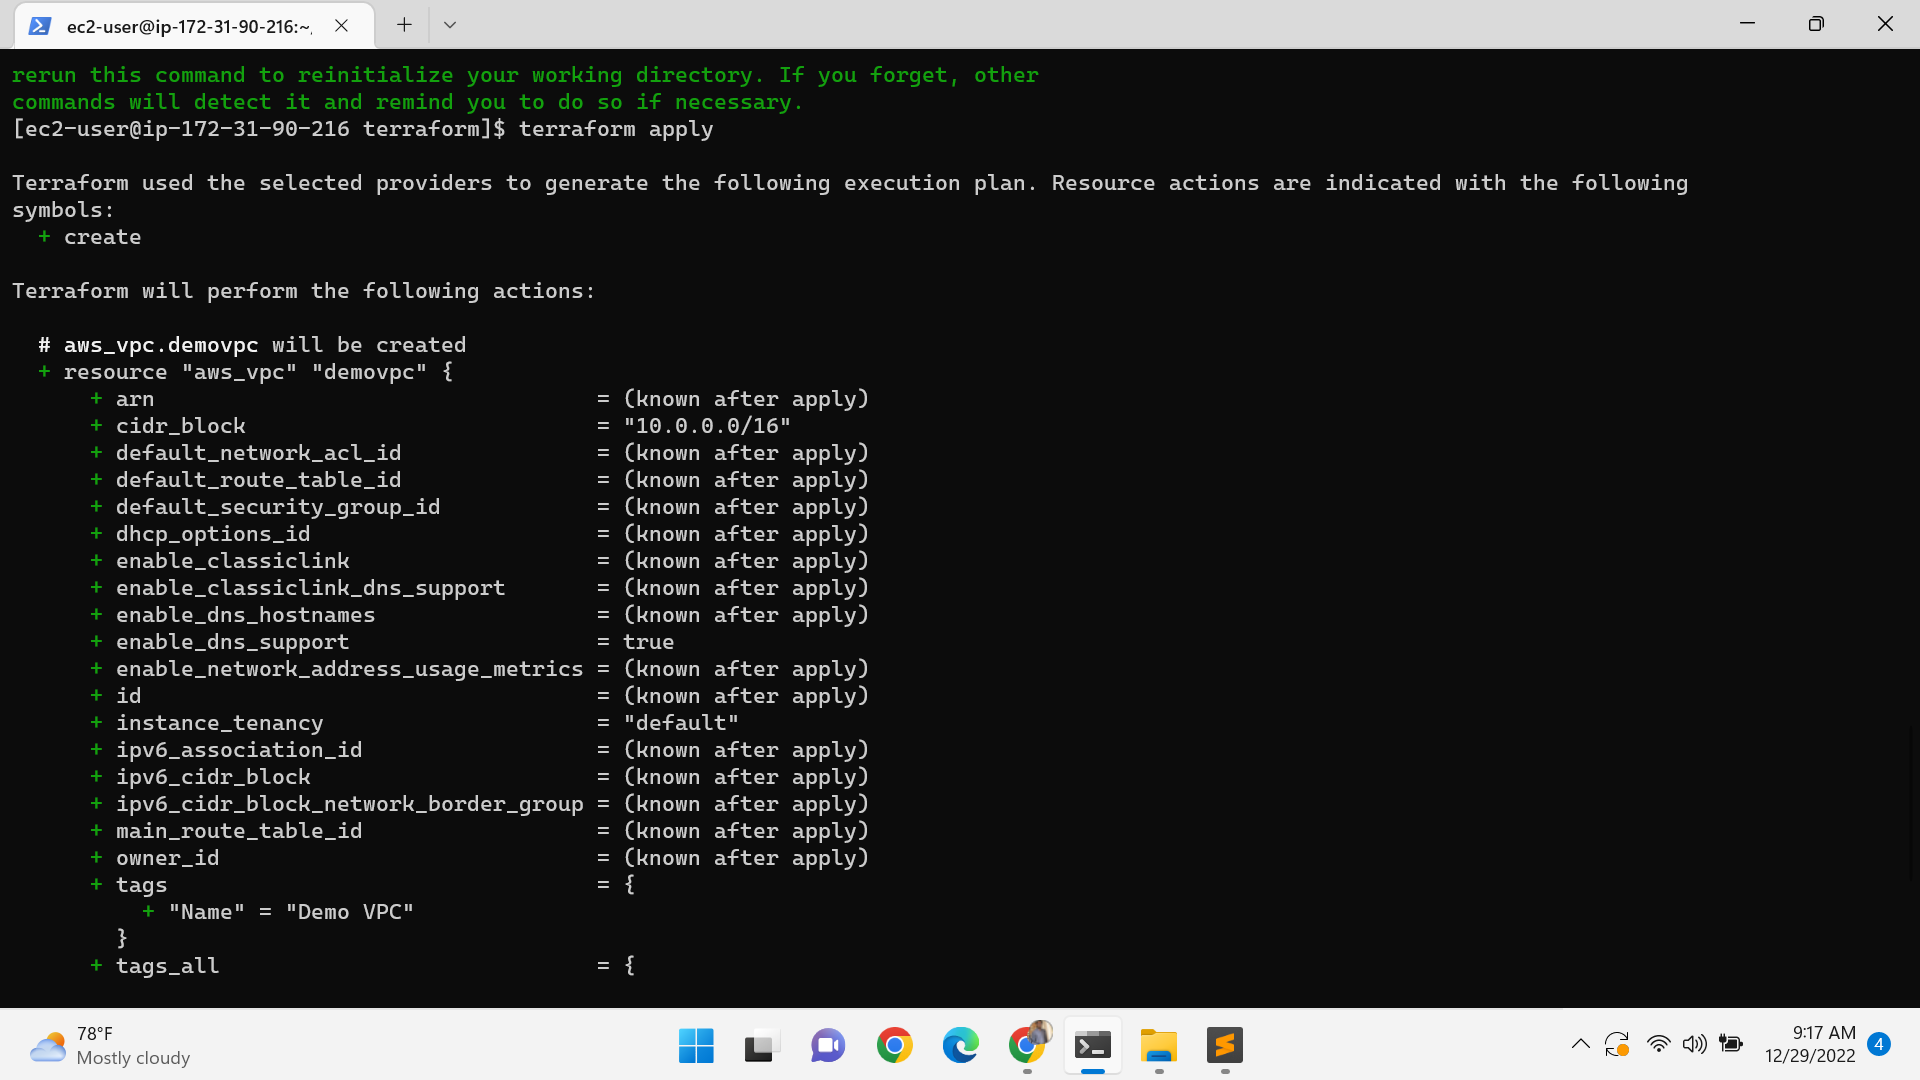 ec2-user@ip-172-31-90-216:~
rerun this command to reinitialize your working directory. If you forget, other
commands will detect it and remind you to do so if necessary.
[ec2-user@ip-172-31-90-216 terraform]$ terraform apply
Terraform used the selected providers to generate the following execution plan. Resource actions are indicated with the following
symbols:
+ create
Terraform will perform the following actions:
# aws_vpc.demovpc will be created
+ resource "aws_vpc" "demovpc" {
+ arn = (known after apply)
+ cidr_block = "10.0.0.0/16"
+ default_network_acl_id = (known after apply)
+ default_route_table_id = (known after apply)
+ default_security_group_id = (known after apply)
+ dhcp_options_id = (known after apply)
+ enable_classiclink = (known after apply)
+ enable_classiclink_dns_support = (known after apply)
+ enable_dns_hostnames = (known after apply)
+ enable_dns_support = true
+ enable_network_address_usage_metrics = (known after apply)
+ id = (known after apply)
+ instance_tenancy = "default"
+ ipv6_association_id = (known after apply)
+ ipv6_cidr_block = (known after apply)
+ ipv6_cidr_block_network_border_group = (known after apply)
+ main_route_table_id = (known after apply)
+ owner_id = (known after apply)
+ tags = {
+ "Name" = "Demo VPC"
}
+ tags_all = {
78°F
Mostly cloudy
9:17 AM
12/29/2022
4